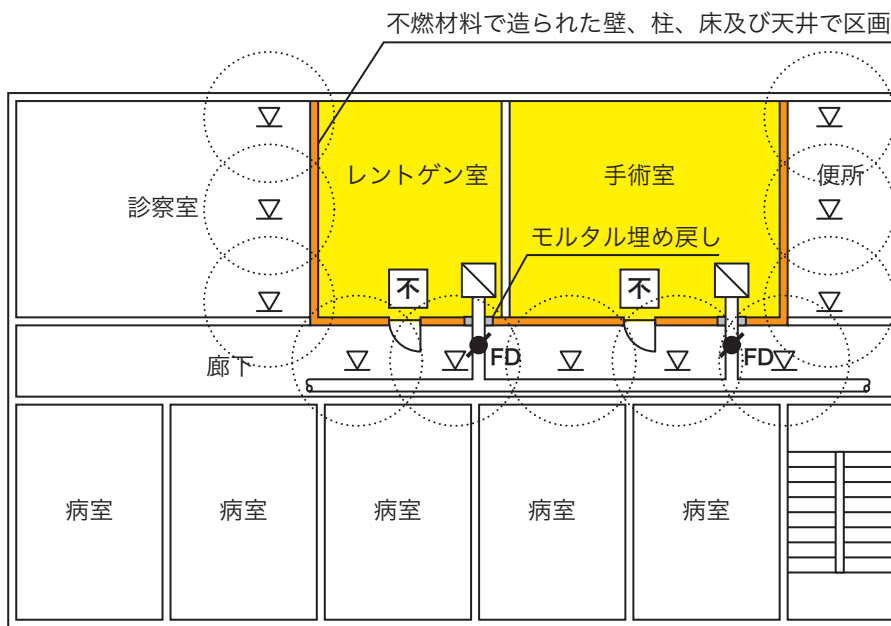 不燃材料で造られた壁、柱、床及び天井で区画
レントゲン室
手術室
便所
診察室
モルタル埋め戻し
不
不
FD
FD
廊下
病室
病室
病室
病室
病室